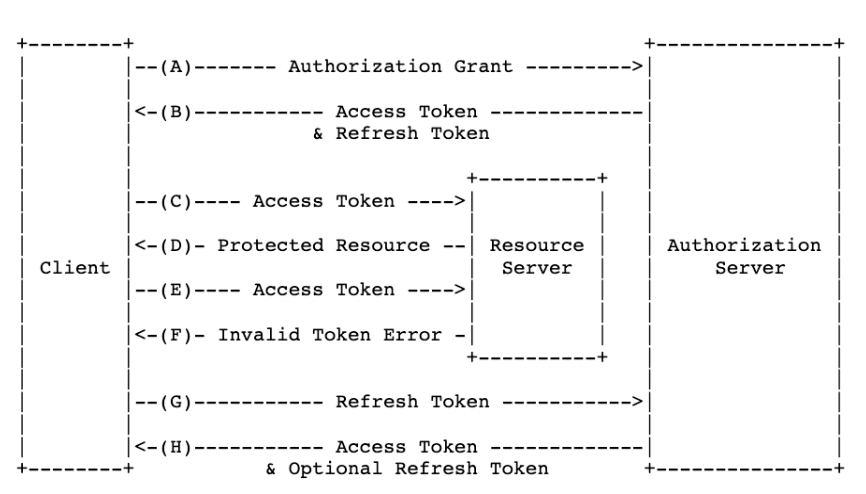 +--------+                                           +---------------+
|        |--(A)------- Authorization Grant --------->|               |
|        |                                           |               |
|        |<-(B)----------- Access Token -------------|               |
|        |               & Refresh Token             |               |
|        |                                           |               |
|        |                            +----------+   |               |
|        |--(C)---- Access Token ---->|          |   |               |
|        |                            |          |   |               |
|        |<-(D)- Protected Resource --| Resource |   | Authorization |
| Client |                            |  Server  |   |     Server    |
|        |--(E)---- Access Token ---->|          |   |               |
|        |                            |          |   |               |
|        |<-(F)- Invalid Token Error -|          |   |               |
|        |                            +----------+   |               |
|        |                                           |               |
|        |--(G)----------- Refresh Token ----------->|               |
|        |                                           |               |
|        |<-(H)----------- Access Token -------------|               |
+--------+           & Optional Refresh Token        +---------------+